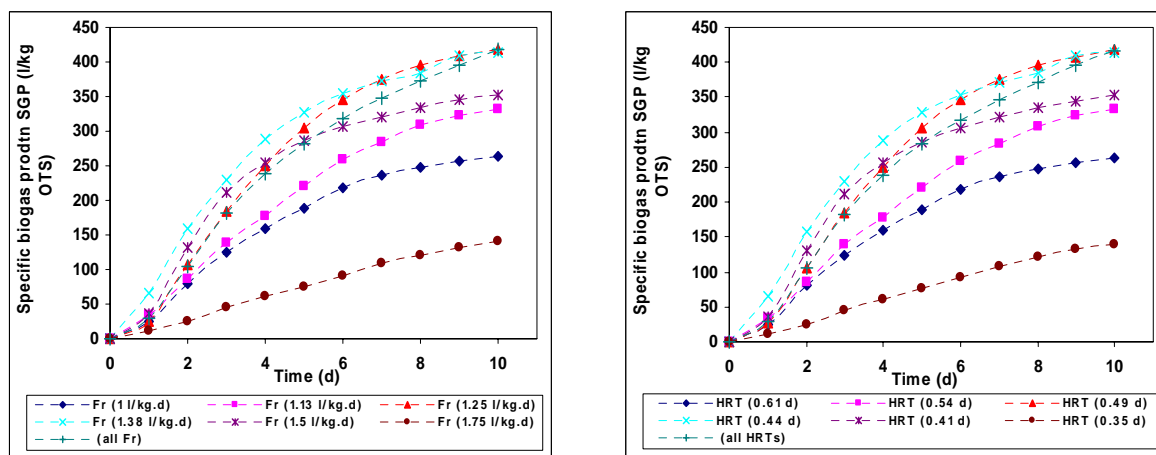 Specific biogas prodtn SGP (l/kg
OTS)
450
400
350
300
250
200
150
100
50
0
0 2 4 6 8 10
Time (d)
Fr (1 l/kg.d) Fr (1.13 l/kg.d) Fr (1.25 l/kg.d)
Fr (1.38 l/kg.d) Fr (1.5 l/kg.d) Fr (1.75 l/kg.d)
(all Fr)
Specific biogas prodtn SGP (l/kg
OTS)
450
400
350
300
250
200
150
100
50
0
0 2 4 6 8 10
Time (d)
HRT (0.61 d) HRT (0.54 d) HRT (0.49 d)
HRT (0.44 d) HRT (0.41 d) HRT (0.35 d)
(all HRTs)